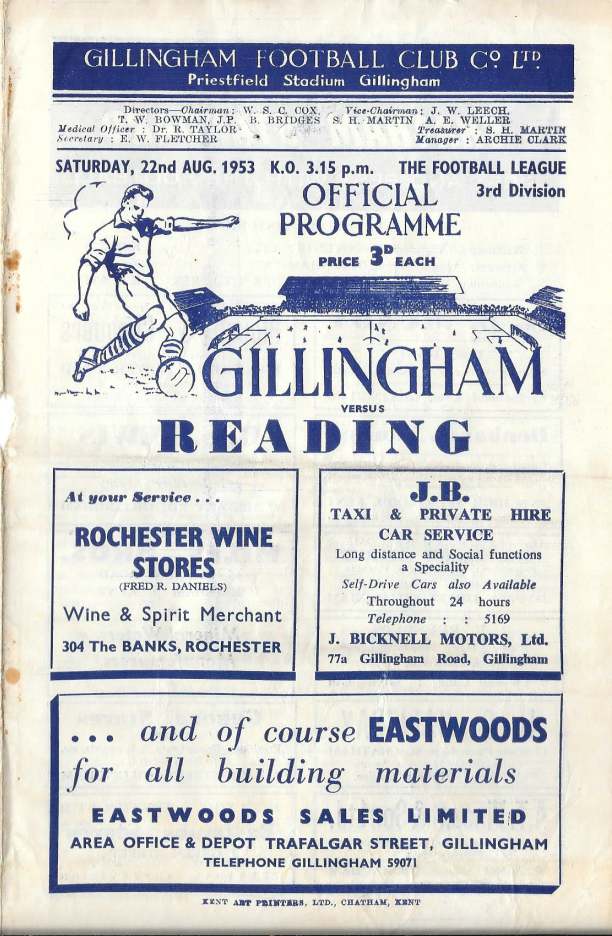 GILLINGHAM FOOTBALL CLUB Cº LTD.
Priestfield Stadium Gillingham
Directors—Chairman: W. S. C. COX, Vice-Chairman: J. W. LEECH,
T. W. BOWMAN, J.P. B. BRIDGES S. H. MARTIN A. E. WELLER
Medical Officer : Dr. R. TAYLOR Treasurer : S. H. MARTIN
Secretary : E. W. FLETCHER Manager : ARCHIE CLARK
SATURDAY, 22nd AUG. 1953 K.O. 3.15 p.m. THE FOOTBALL LEAGUE
3rd Division
OFFICIAL
PROGRAMME
PRICE 3D EACH
GILLINGHAM
VERSUS
READING
At your Service . . .
ROCHESTER WINE
STORES
(FRED R. DANIELS)
Wine & Spirit Merchant
304 The BANKS, ROCHESTER
J.B.
TAXI & PRIVATE HIRE
CAR SERVICE
Long distance and Social functions
a Speciality
Self-Drive Cars also Available
Throughout 24 hours
Telephone : : 5169
J. BICKNELL MOTORS, Ltd.
77a Gillingham Road, Gillingham
. . . and of course EASTWOODS
for all building materials
EASTWOODS SALES LIMITED
AREA OFFICE & DEPOT TRAFALGAR STREET, GILLINGHAM
TELEPHONE GILLINGHAM 59071
KENT ART PRINTERS, LTD., CHATHAM, KENT